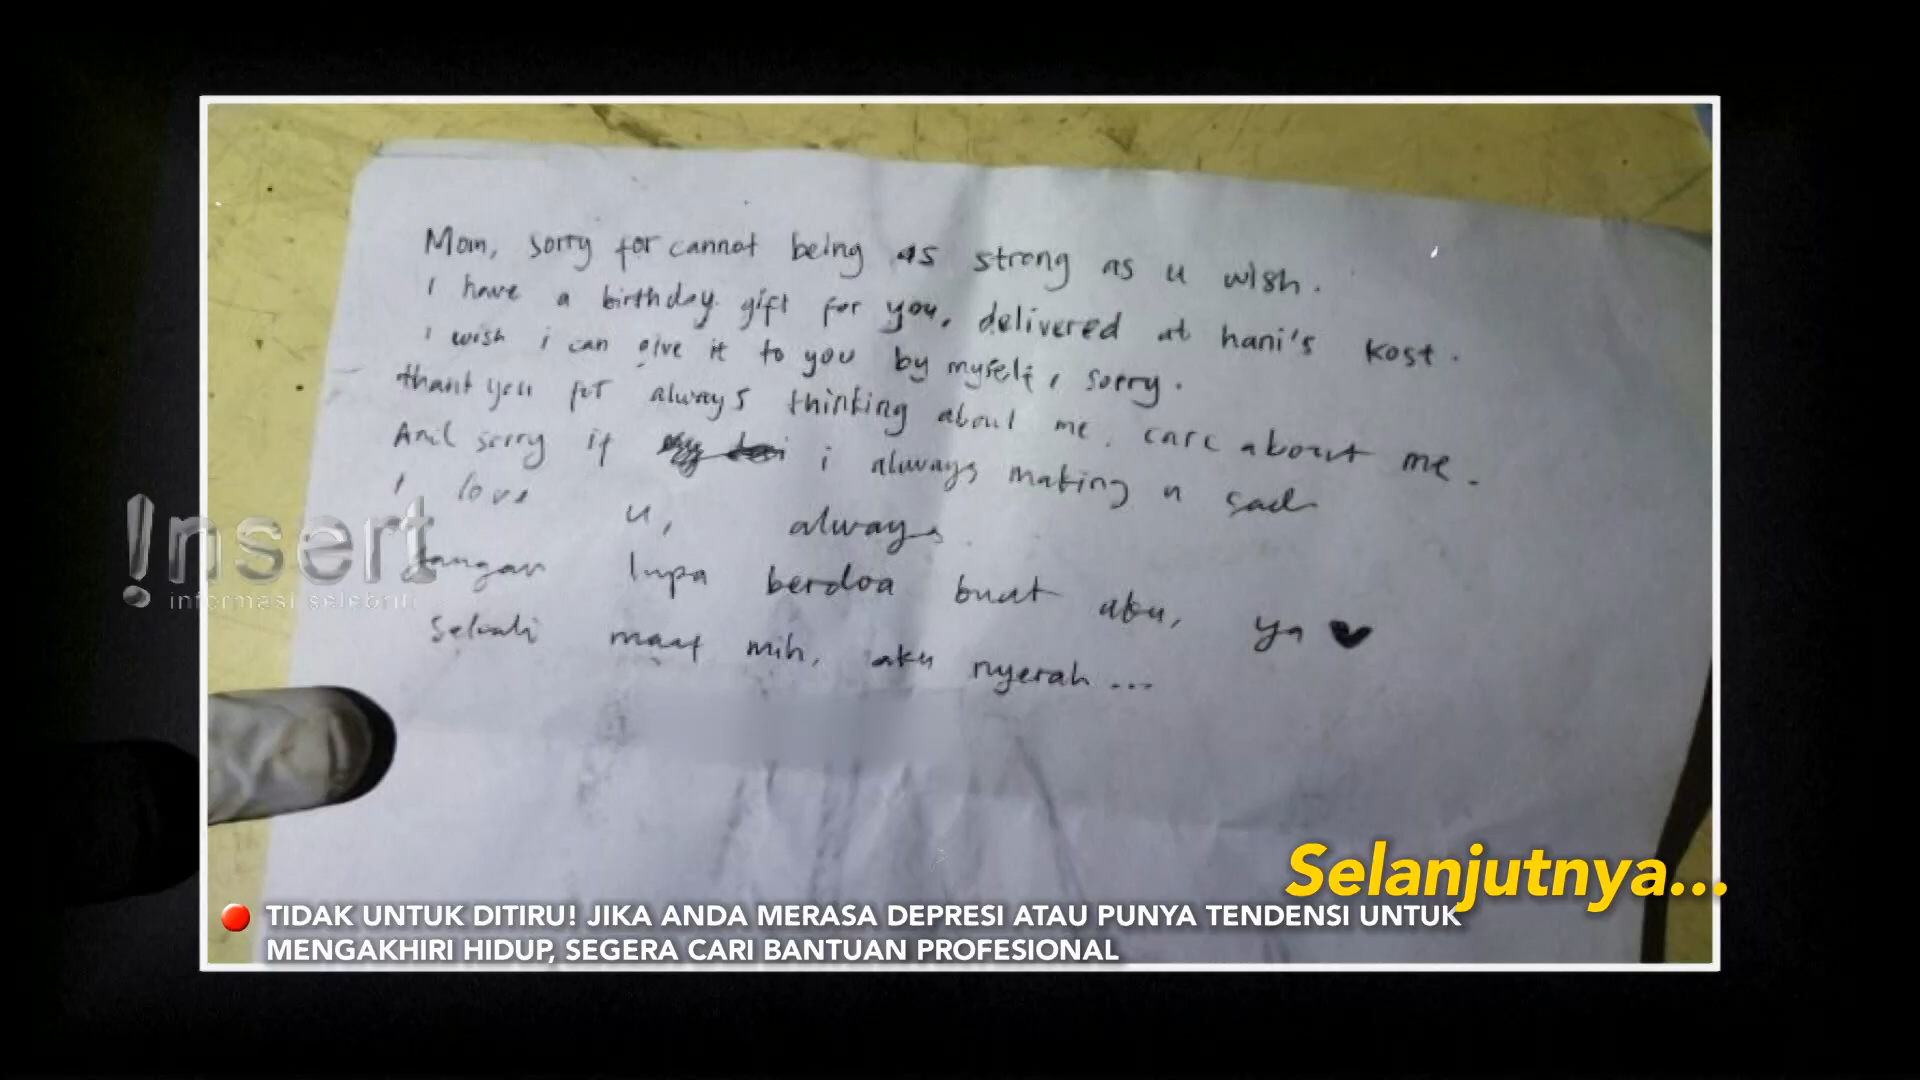 Mom, sorry for cannot being as strong as u wish.
I have a birthday gift for you, delivered at hani's kost.
I wish i can give it to you by myself, sorry.
thank you for always thinking about me, care about me.
And sorry if i always making u sad
I love u, always
Jangan lupa berdoa buat aku, ya
sekali maaf mih, aku nyerah...
!nsert
informasi selebriti
Selanjutnya...
TIDAK UNTUK DITIRU! JIKA ANDA MERASA DEPRESI ATAU PUNYA TENDENSI UNTUK
MENGAKHIRI HIDUP, SEGERA CARI BANTUAN PROFESIONAL